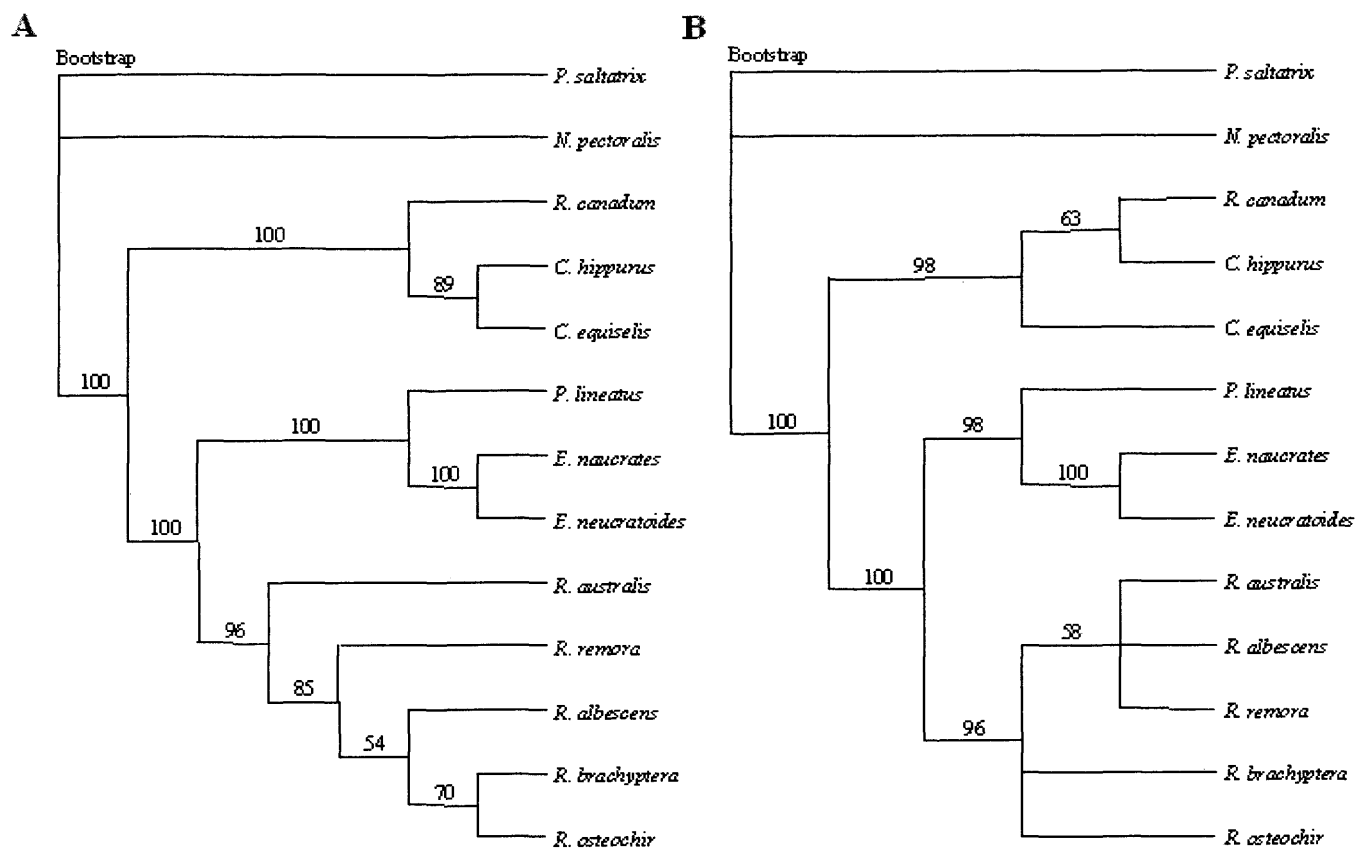 A
Bootstrap
P. saltatrix
N. pectoralis
R. canadum
100
C. hippurus
89
C. equiselis
100
P. lineatus
100
E. naucrates
100
E. neucratoides
100
R. australis
96
R. remora
85
R. albescens
54
R. brachyptera
70
R. osteochir
B
Bootstrap
P. saltatrix
N. pectoralis
R. canadum
63
C. hippurus
98
C. equiselis
P. lineatus
100
98
E. naucrates
100
E. neucratoides
100
R. australis
58
R. albescens
R. remora
96
R. brachyptera
R. osteochir